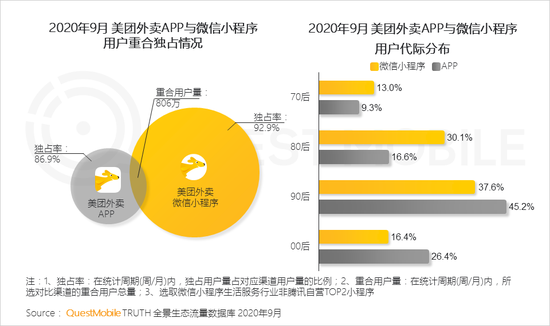 2020年9月 美团外卖APP与微信小程序
用户重合独占情况
重合用户量：
806万
独占率：
86.9%
独占率：
92.9%
美团外卖
APP
美团外卖
微信小程序
2020年9月 美团外卖APP与微信小程序
用户代际分布
微信小程序 APP
70后
13.0%
9.3%
80后
30.1%
16.6%
90后
37.6%
45.2%
00后
16.4%
26.4%
注：1、独占率：在统计周期(周/月)内，独占用户量占对应渠道用户量的比例；2、重合用户量：在统计周期(周/月)内，所
选对比渠道的重合用户总量；3、选取微信小程序生活服务行业非腾讯自营TOP2小程序
Source： QuestMobile TRUTH 全景生态流量数据库 2020年9月